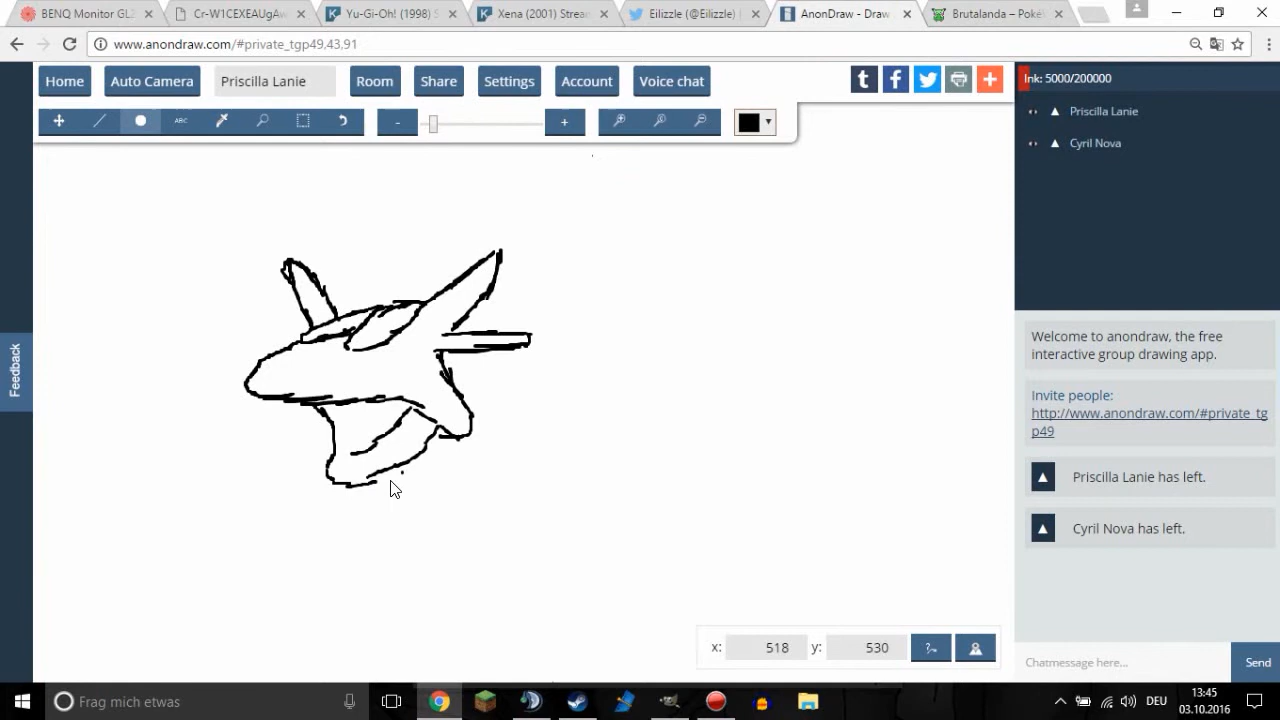 BENQ Monitor GL2
Cr-W1CEXEAUgAw
Yu-Gi-Oh! (1998) S
Xena (2001) Stream
Eilizzle (@Eilizzle) |
AnonDraw - Draw
Brutalanda – Poké
www.anondraw.com/#private_tgp49,43,91
Home
Auto Camera
Priscilla Lanie
Room
Share
Settings
Account
Voice chat
Ink: 5000/200000
ABC
-
+
Priscilla Lanie
Cyril Nova
Feedback
Welcome to anondraw, the free
interactive group drawing app.
Invite people:
http://www.anondraw.com/#private_tg
p49
Priscilla Lanie has left.
Cyril Nova has left.
x: 518 y: 530
Chatmessage here...
Send
Frag mich etwas
DEU
13:45
03.10.2016